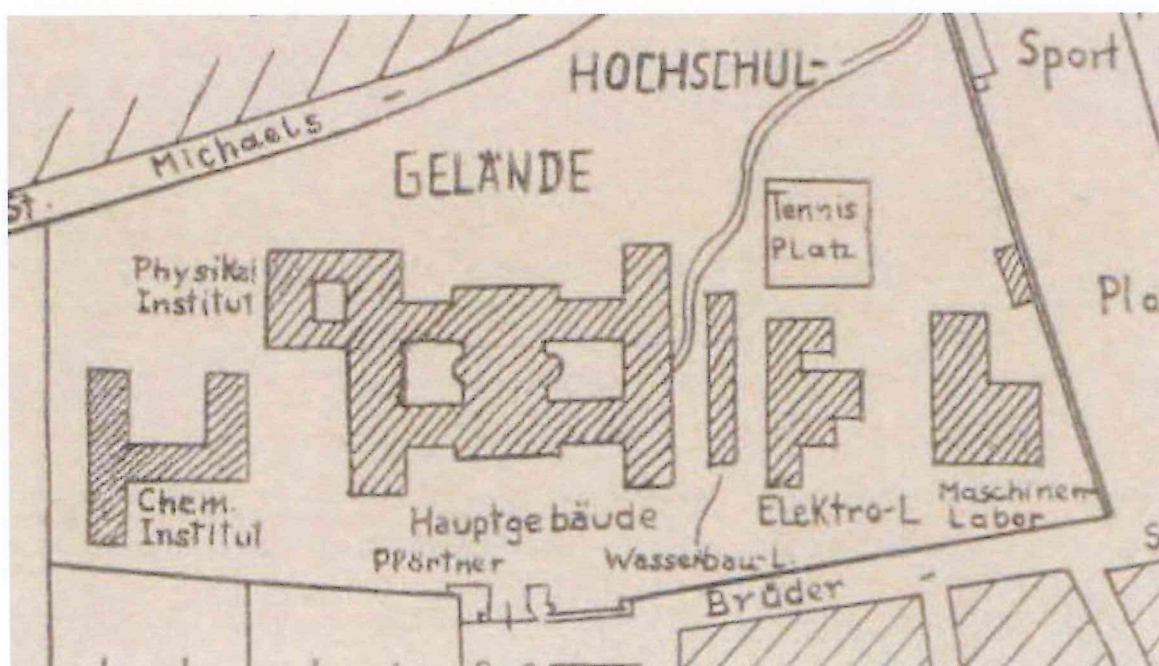 HOCHSCHUL-
GELÄNDE
Sport
St.
Michaels
-
Tennis
PLatz
Physikal
Institut
Chem.
Institut
Hauptgebäude
Pförtner
Wasserbau-L.
Elektro-L
Maschinen-
Labor
Brüder
-